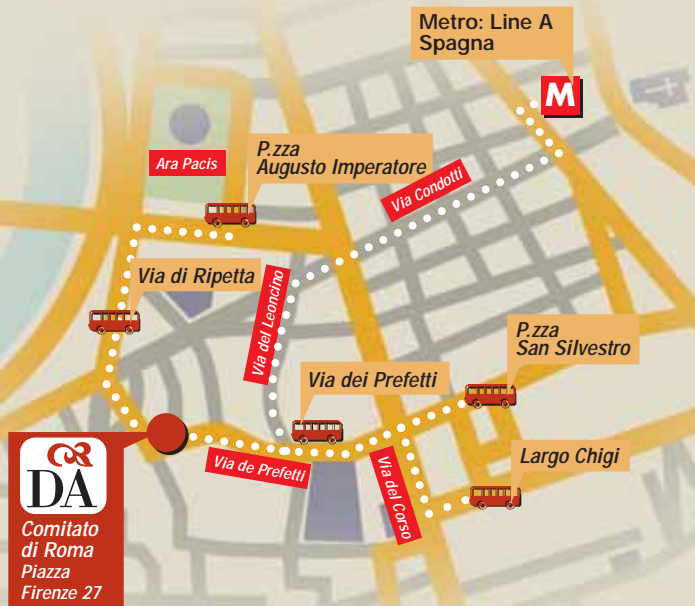 Metro: Line A
Spagna
M
P.zza
Augusto Imperatore
Ara Pacis
Via Condotti
Via di Ripetta
Via del Leoncino
P.zza
San Silvestro
Via dei Prefetti
Via de Prefetti
Via del Corso
Largo Chigi
DA
Comitato
di Roma
Piazza
Firenze 27